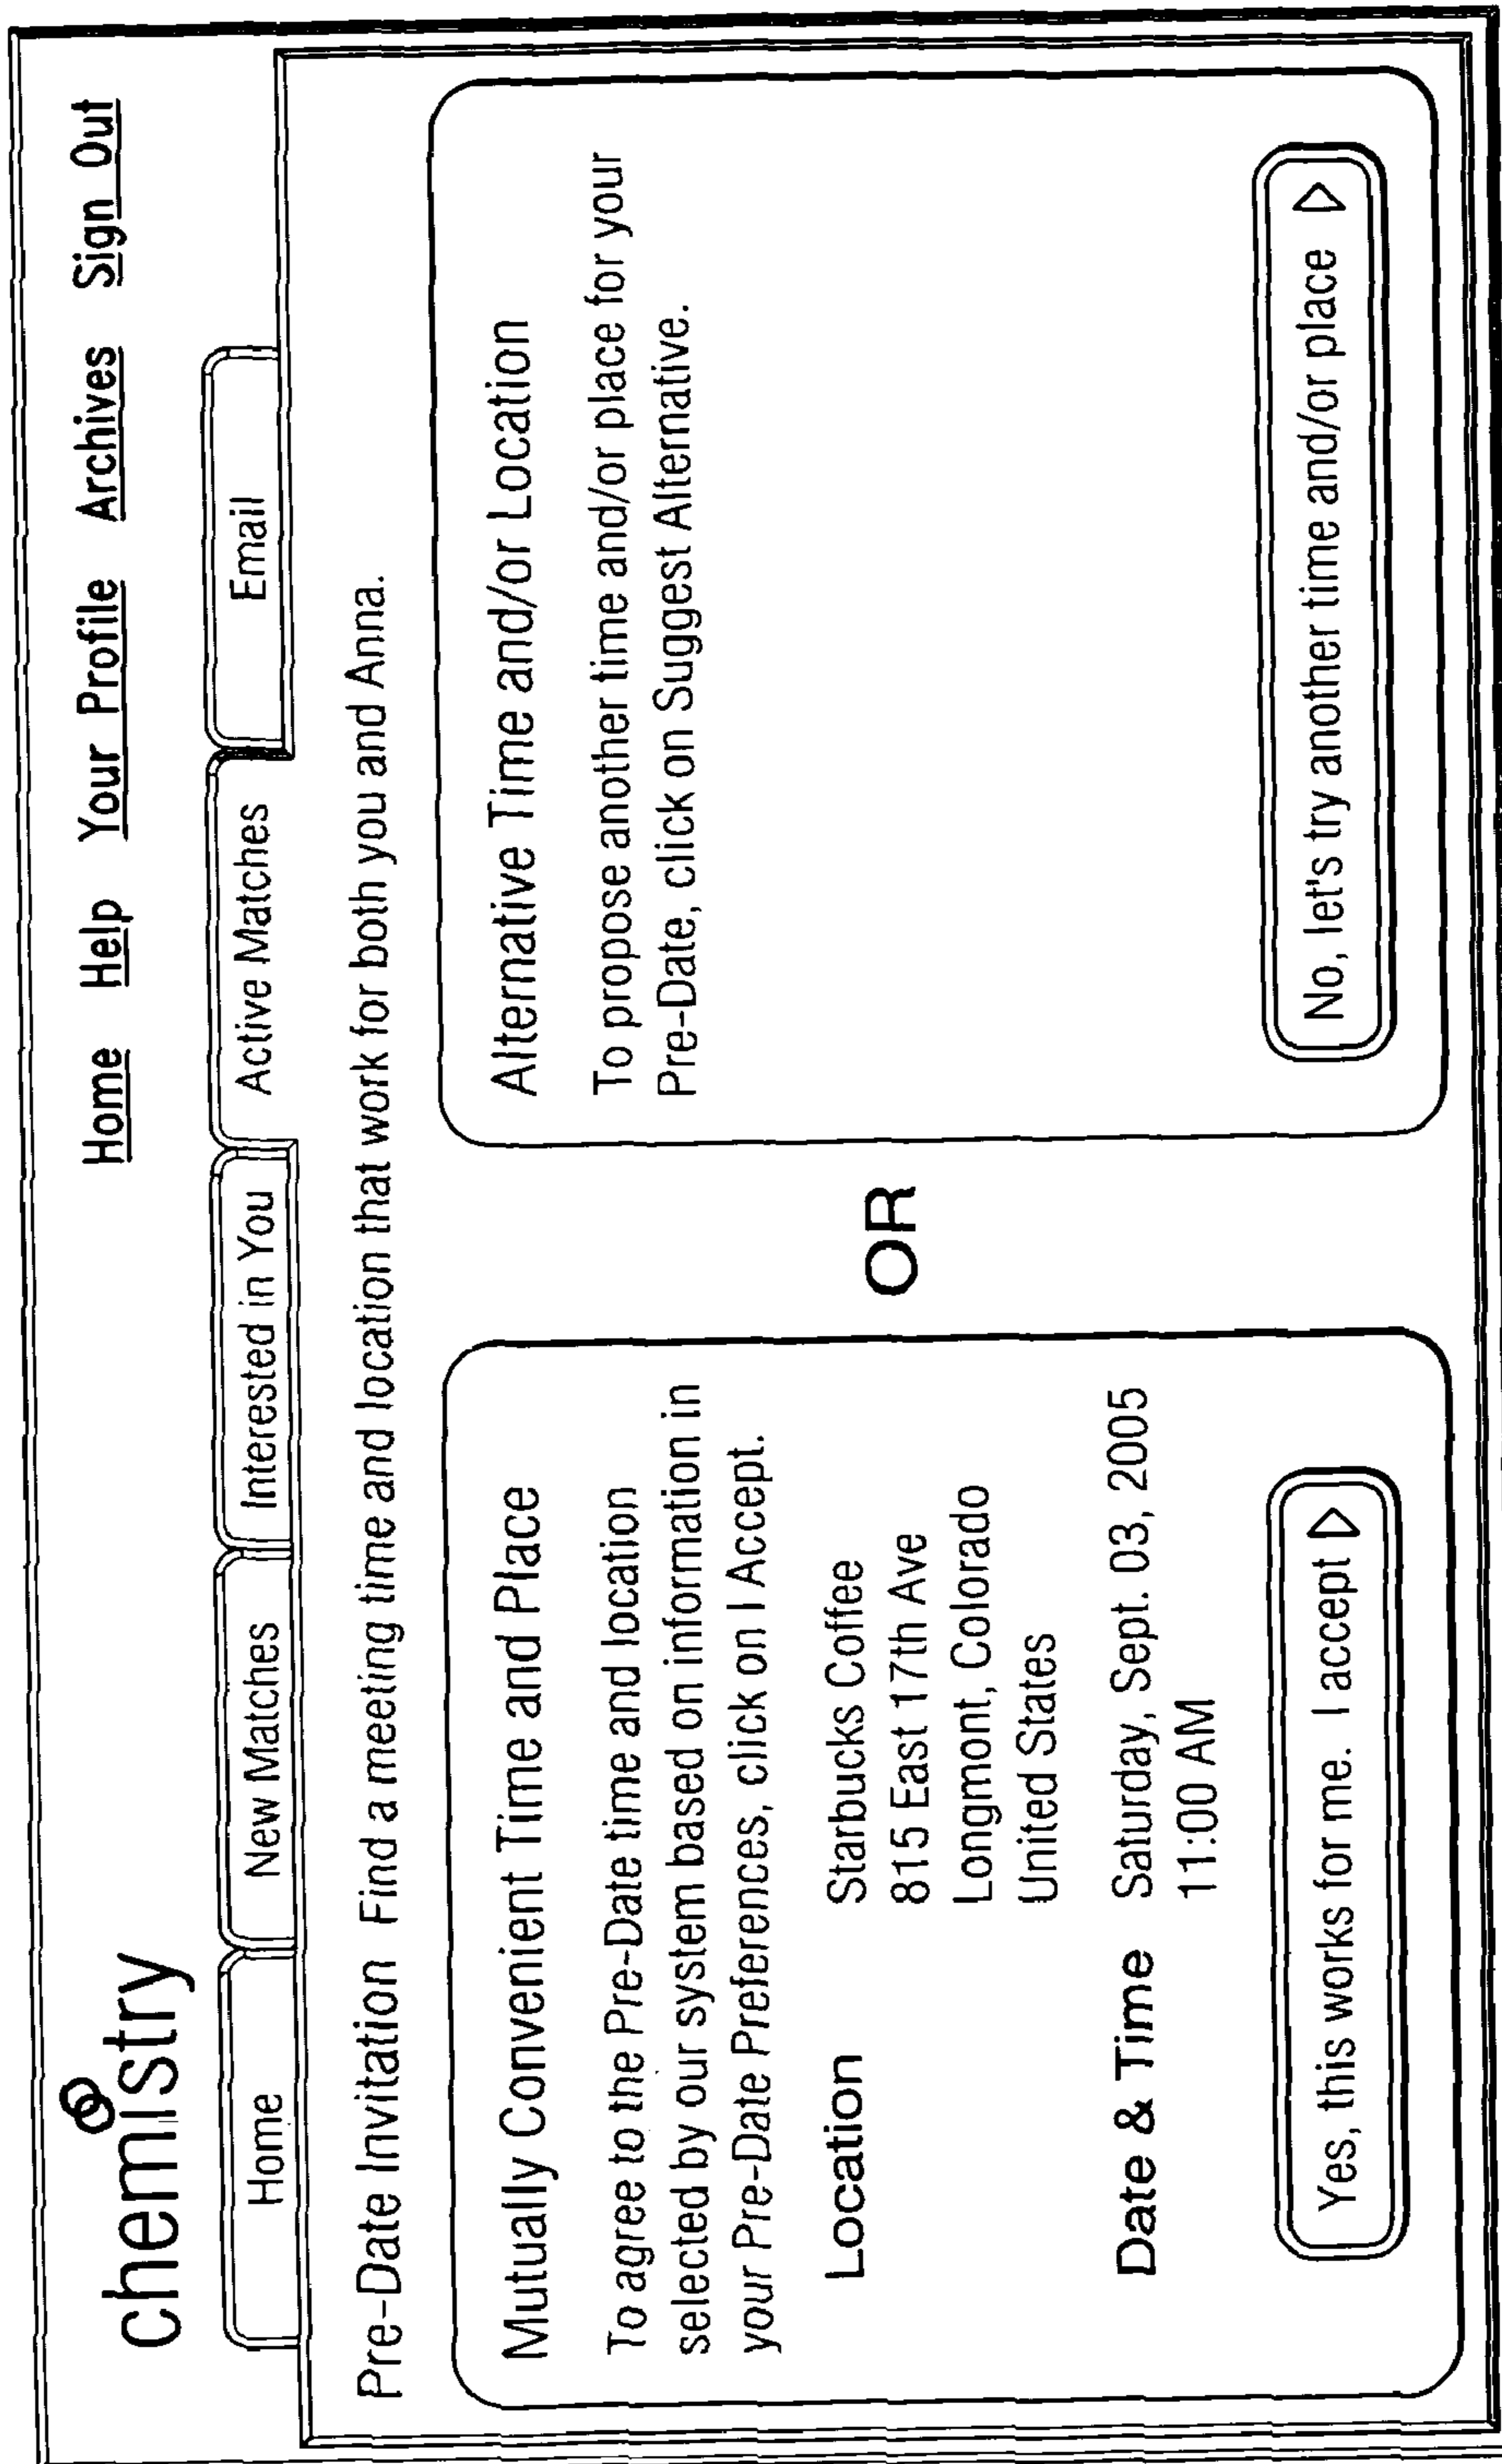 chemistry
Home Help Your Profile Archives Sign Out
Home New Matches Interested in You Active Matches Email
Pre-Date Invitation Find a meeting time and location that work for both you and Anna.
Mutually Convenient Time and Place
To agree to the Pre-Date time and location
selected by our system based on information in
your Pre-Date Preferences, click on I Accept.
Location Starbucks Coffee
815 East 17th Ave
Longmont, Colorado
United States
Date & Time Saturday, Sept. 03, 2005
11:00 AM
Yes, this works for me. I accept
OR
Alternative Time and/or Location
To propose another time and/or place for your
Pre-Date, click on Suggest Alternative.
No, let's try another time and/or place